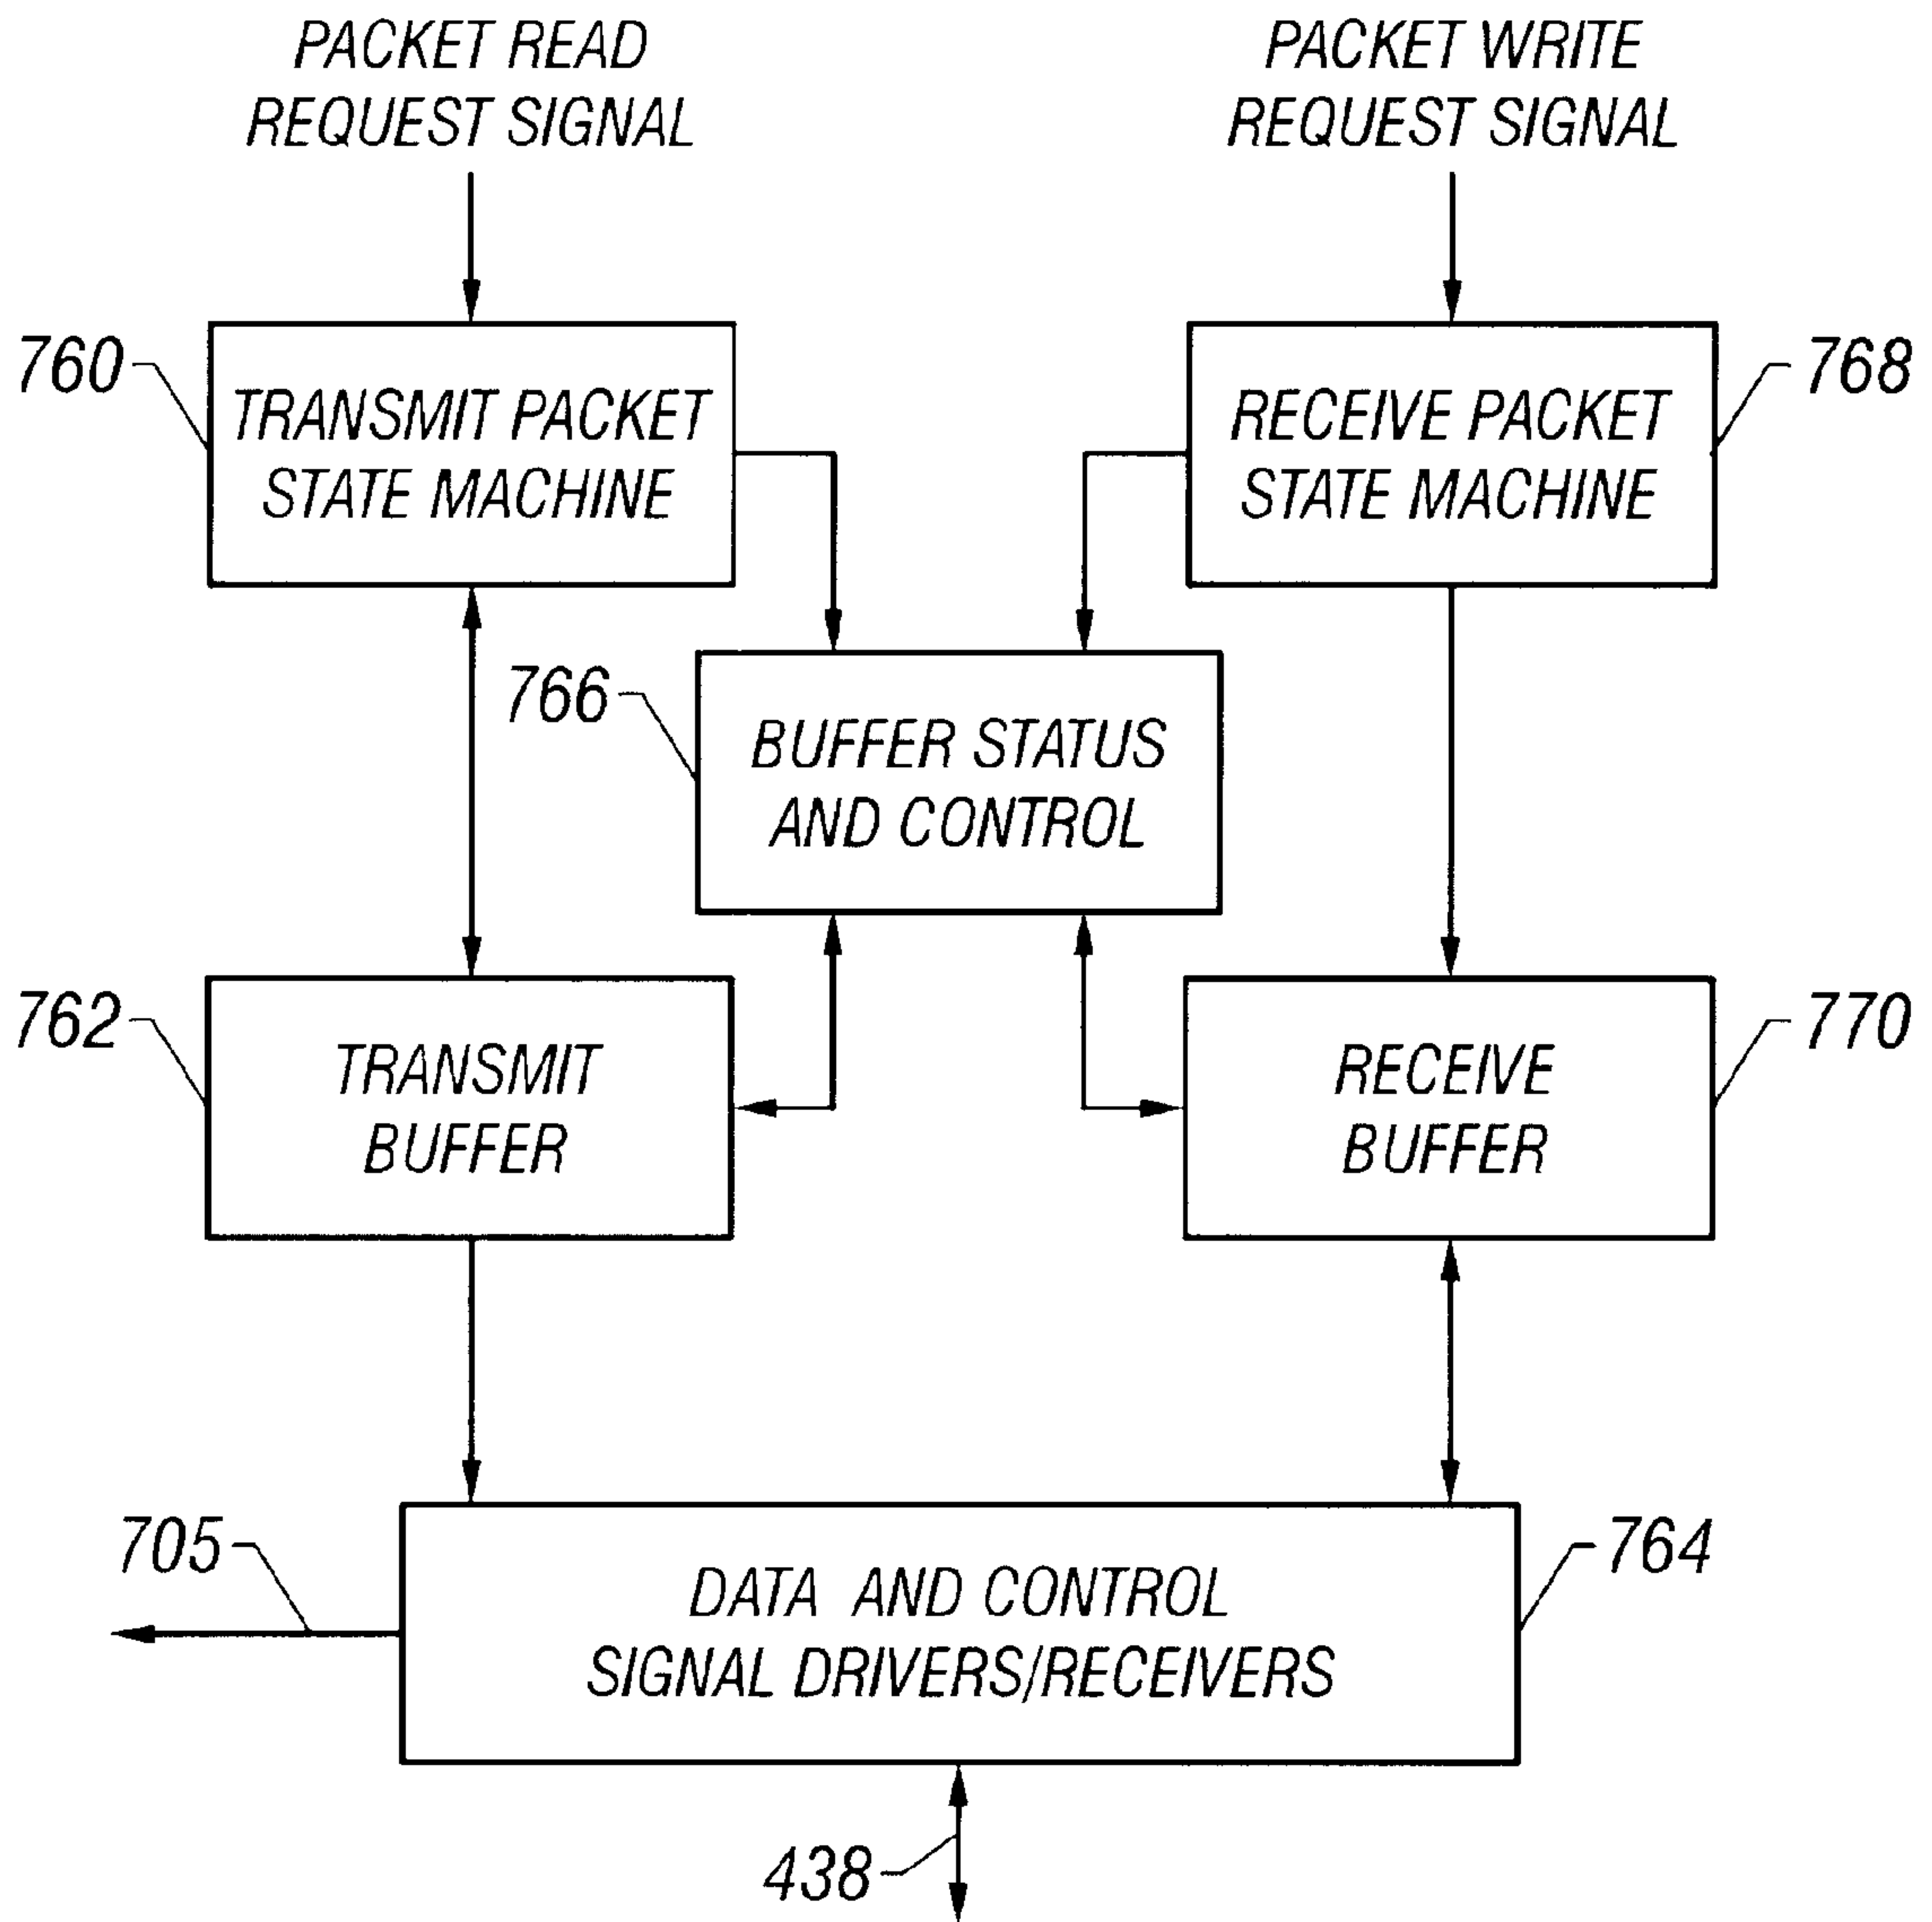 PACKET READ
REQUEST SIGNAL
PACKET WRITE
REQUEST SIGNAL
760
TRANSMIT PACKET
STATE MACHINE
RECEIVE PACKET
STATE MACHINE
768
766
BUFFER STATUS
AND CONTROL
762
TRANSMIT
BUFFER
RECEIVE
BUFFER
770
705
DATA AND CONTROL
SIGNAL DRIVERS/RECEIVERS
764
438